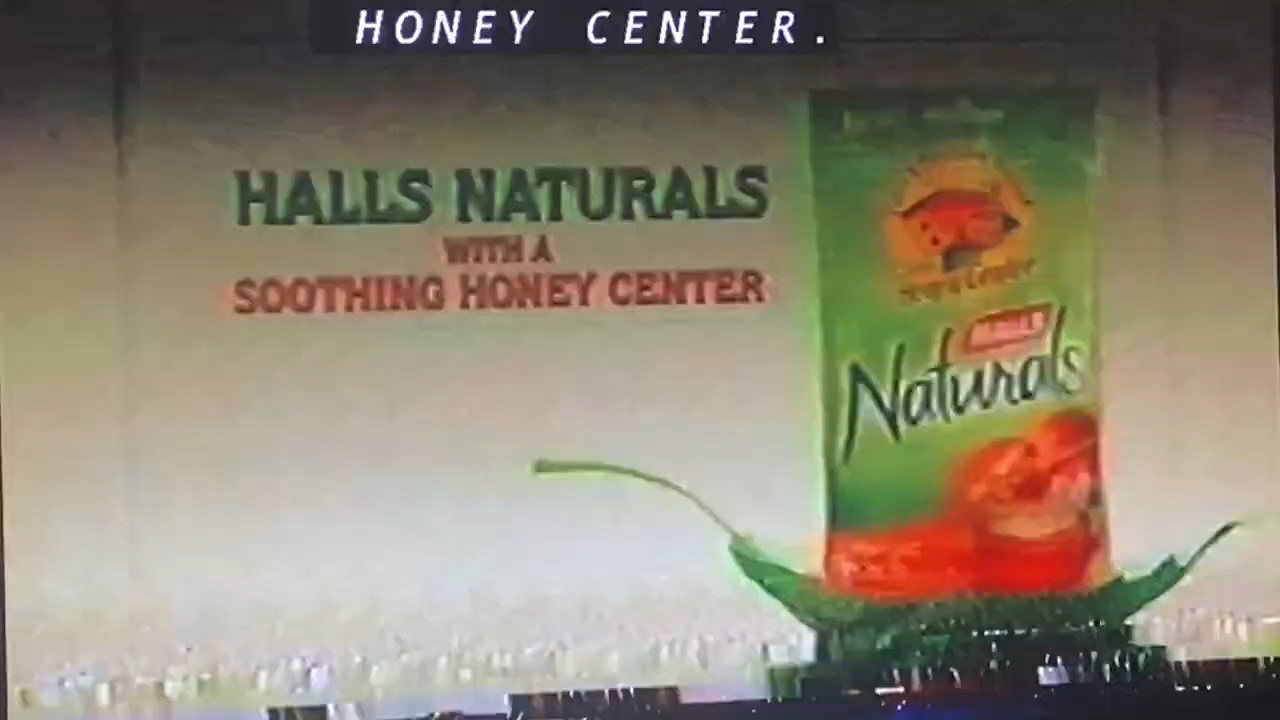 HONEY CENTER.
HALLS NATURALS
WITH A
SOOTHING HONEY CENTER
HALLS
Naturals